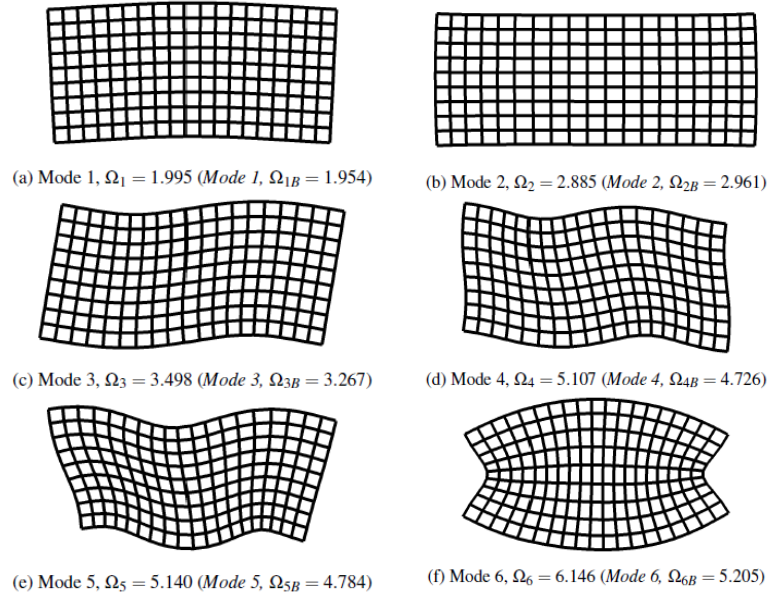 (a) Mode 1, Ω₁ = 1.995 (Mode 1, Ω₁B = 1.954)
(b) Mode 2, Ω₂ = 2.885 (Mode 2, Ω₂B = 2.961)
(c) Mode 3, Ω₃ = 3.498 (Mode 3, Ω₃B = 3.267)
(d) Mode 4, Ω₄ = 5.107 (Mode 4, Ω₄B = 4.726)
(e) Mode 5, Ω₅ = 5.140 (Mode 5, Ω₅B = 4.784)
(f) Mode 6, Ω₆ = 6.146 (Mode 6, Ω₆B = 5.205)